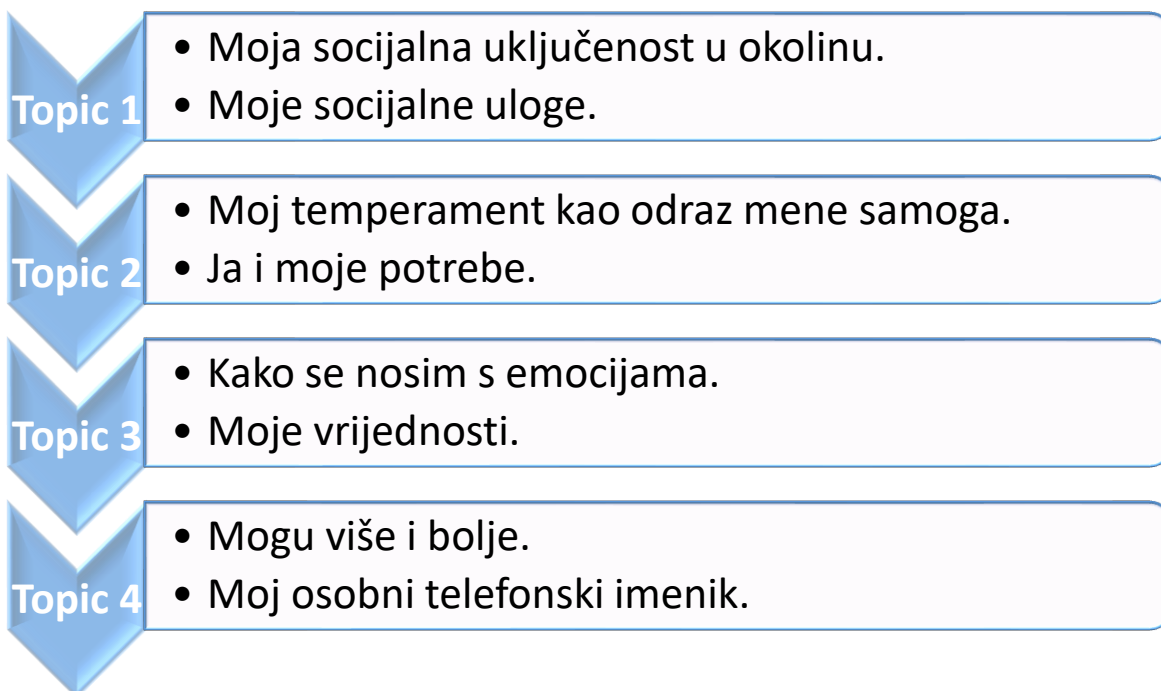 • Moja socijalna uključenost u okolinu.
Topic 1
• Moje socijalne uloge.
• Moj temperament kao odraz mene samoga.
Topic 2
• Ja i moje potrebe.
• Kako se nosim s emocijama.
Topic 3
• Moje vrijednosti.
• Mogu više i bolje.
Topic 4
• Moj osobni telefonski imenik.